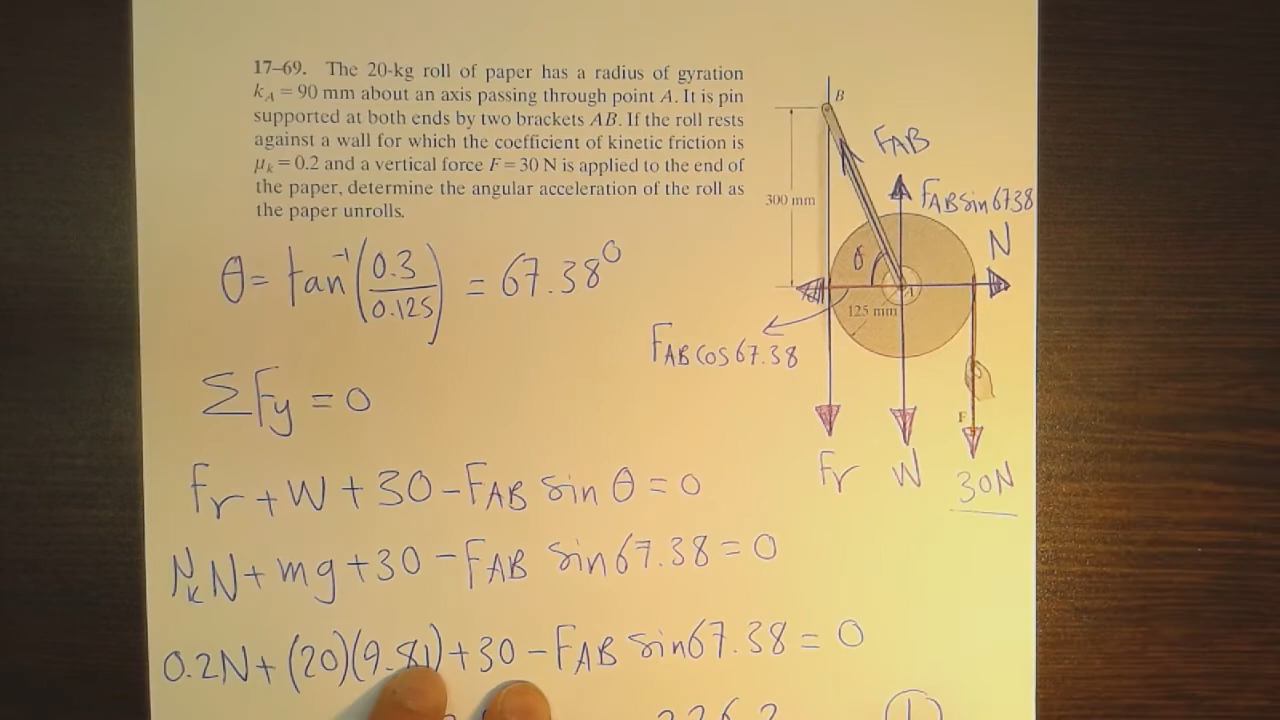 17–69. The 20-kg roll of paper has a radius of gyration
kA = 90 mm about an axis passing through point A. It is pin
supported at both ends by two brackets AB. If the roll rests
against a wall for which the coefficient of kinetic friction is
μk = 0.2 and a vertical force F = 30 N is applied to the end of
the paper, determine the angular acceleration of the roll as
the paper unrolls.
B
FAB
300 mm
FAB sin 67.38
N
θ
A
125 mm
FAB cos 67.38
F
Fr W 30N
θ = tan⁻¹(0.3/0.125) = 67.38°
ΣFy = 0
Fr + W + 30 - FAB sin θ = 0
NkN + mg + 30 - FAB sin 67.38 = 0
0.2N + (20)(9.81) + 30 - FAB sin 67.38 = 0